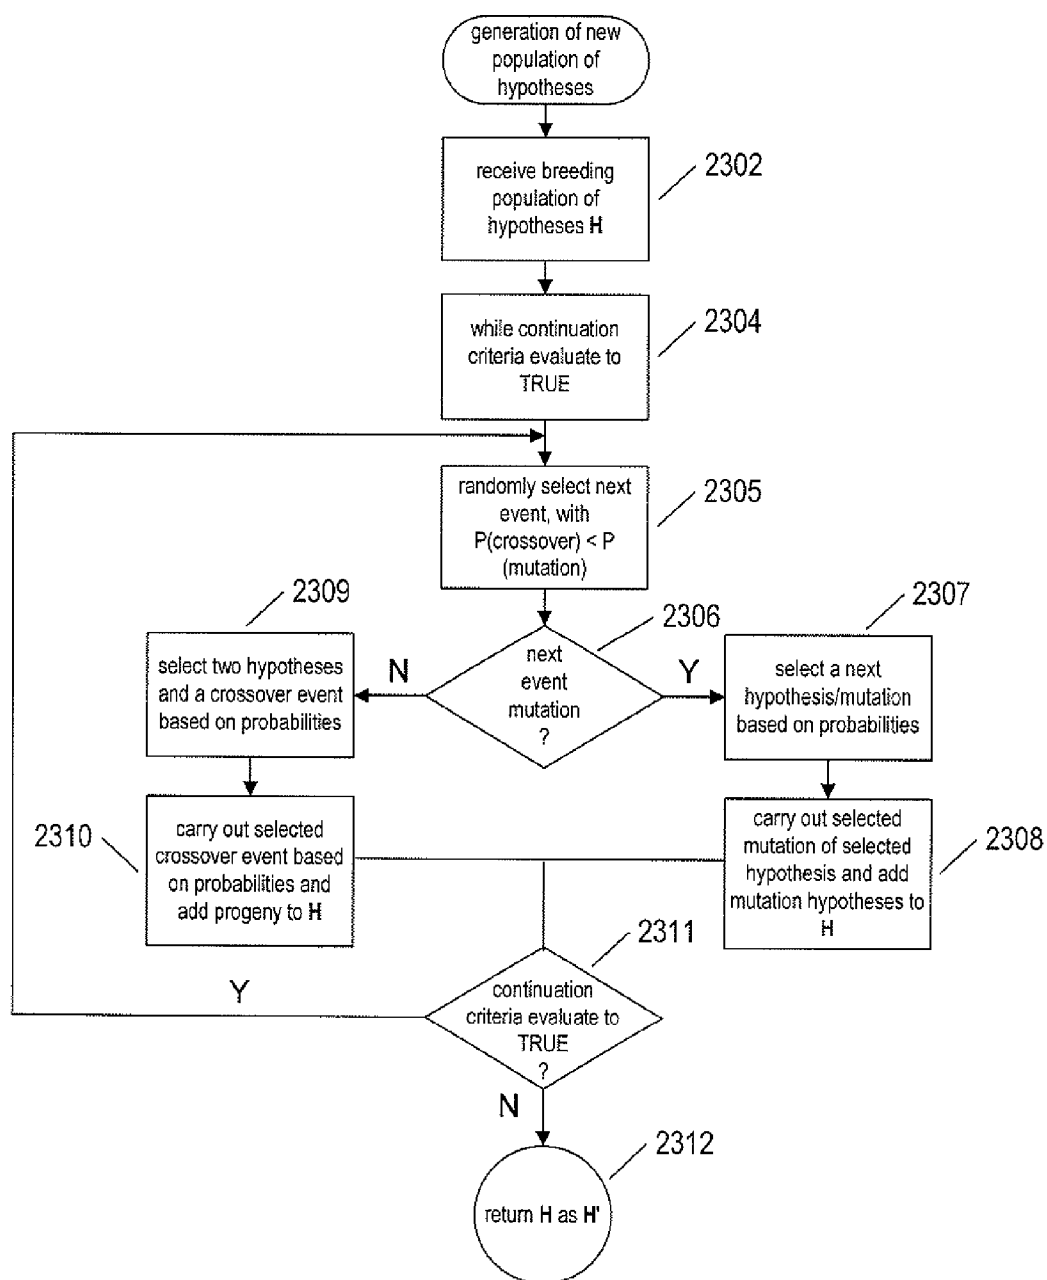 generation of new
population of
hypotheses
receive breeding
population of
hypotheses H
2302
while continuation
criteria evaluate to
TRUE
2304
randomly select next
event, with
P(crossover) < P
(mutation)
2305
2309
2306
2307
select two hypotheses
and a crossover event
based on probabilities
N
next
event
mutation
?
Y
select a next
hypothesis/mutation
based on probabilities
2310
carry out selected
crossover event based
on probabilities and
add progeny to H
carry out selected
mutation of selected
hypothesis and add
mutation hypotheses to
H
2308
2311
Y
continuation
criteria evaluate to
TRUE
?
N
2312
return H as H'